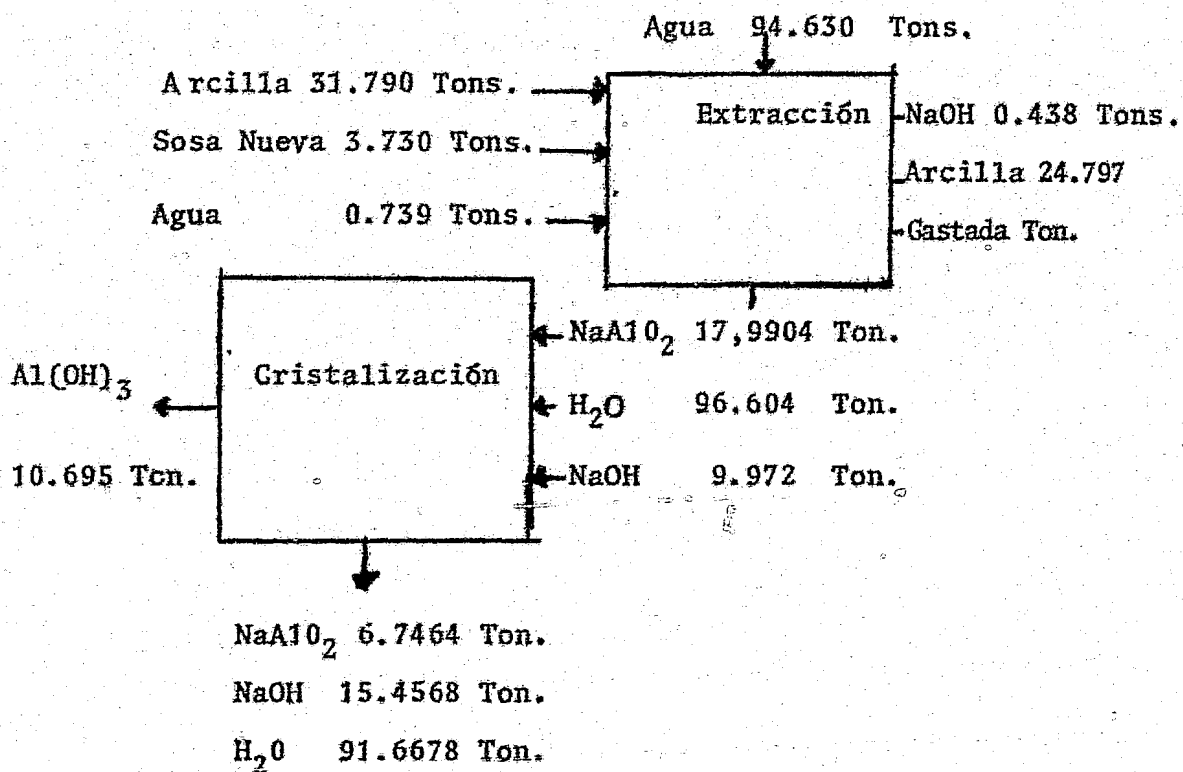 Agua 94.630 Tons.
Arcilla 31.790 Tons.
Extracción
NaOH 0.438 Tons.
Sosa Nueva 3.730 Tons.
Arcilla 24.797
Agua 0.739 Tons.
Gastada Ton.
NaAlO2 17,9904 Ton.
Al(OH)3
Cristalización
H2O 96.604 Ton.
10.695 Ton.
NaOH 9.972 Ton.
NaAlO2 6.7464 Ton.
NaOH 15.4568 Ton.
H2O 91.6678 Ton.